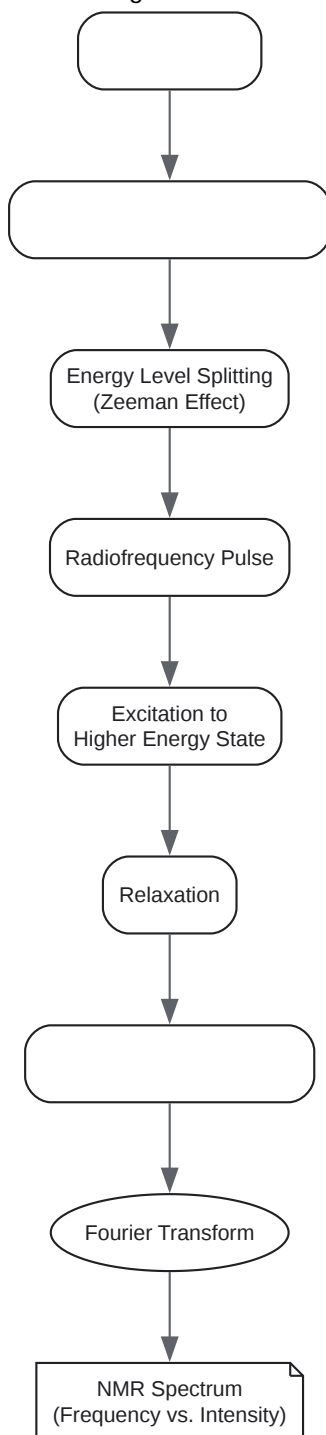 Energy Level Splitting
(Zeeman Effect)
Radiofrequency Pulse
Excitation to
Higher Energy State
Relaxation
Fourier Transform
NMR Spectrum
(Frequency vs. Intensity)